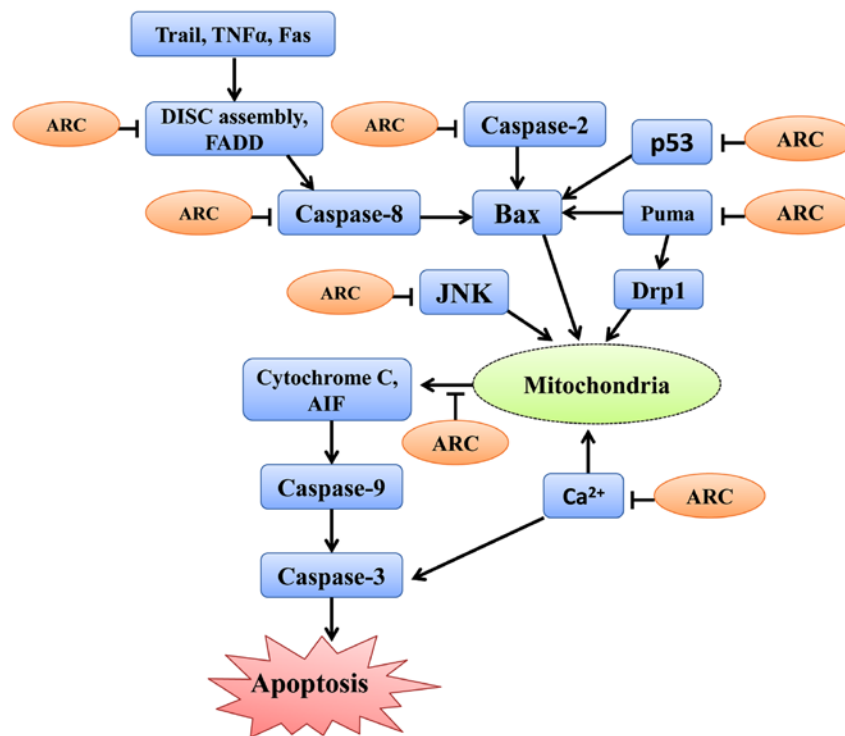 Trail, TNFα, Fas
ARC
DISC assembly,
FADD
ARC
Caspase-2
p53
ARC
ARC
Caspase-8
Bax
Puma
ARC
ARC
JNK
Drp1
Cytochrome C,
AIF
Mitochondria
ARC
Caspase-9
Ca²⁺
ARC
Caspase-3
Apoptosis